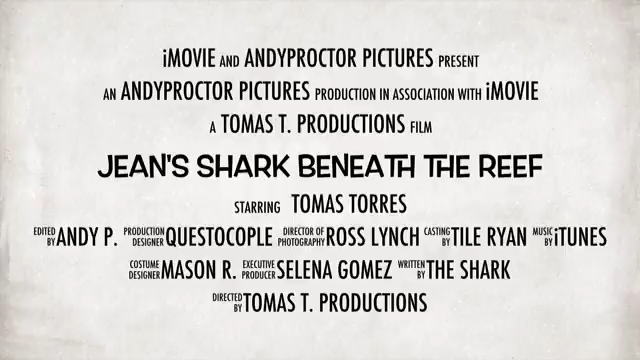 iMOVIE AND ANDYPROCTOR PICTURES PRESENT
AN ANDYPROCTOR PICTURES PRODUCTION IN ASSOCIATION WITH iMOVIE
A TOMAS T. PRODUCTIONS FILM
JEAN'S SHARK BENEATH THE REEF
STARRING TOMAS TORRES
EDITED BY ANDY P. PRODUCTION DESIGNER QUESTOCOPLE DIRECTOR OF PHOTOGRAPHY ROSS LYNCH CASTING BY TILE RYAN MUSIC BY iTUNES
COSTUME DESIGNER MASON R. EXECUTIVE PRODUCER SELENA GOMEZ WRITTEN BY THE SHARK
DIRECTED BY TOMAS T. PRODUCTIONS